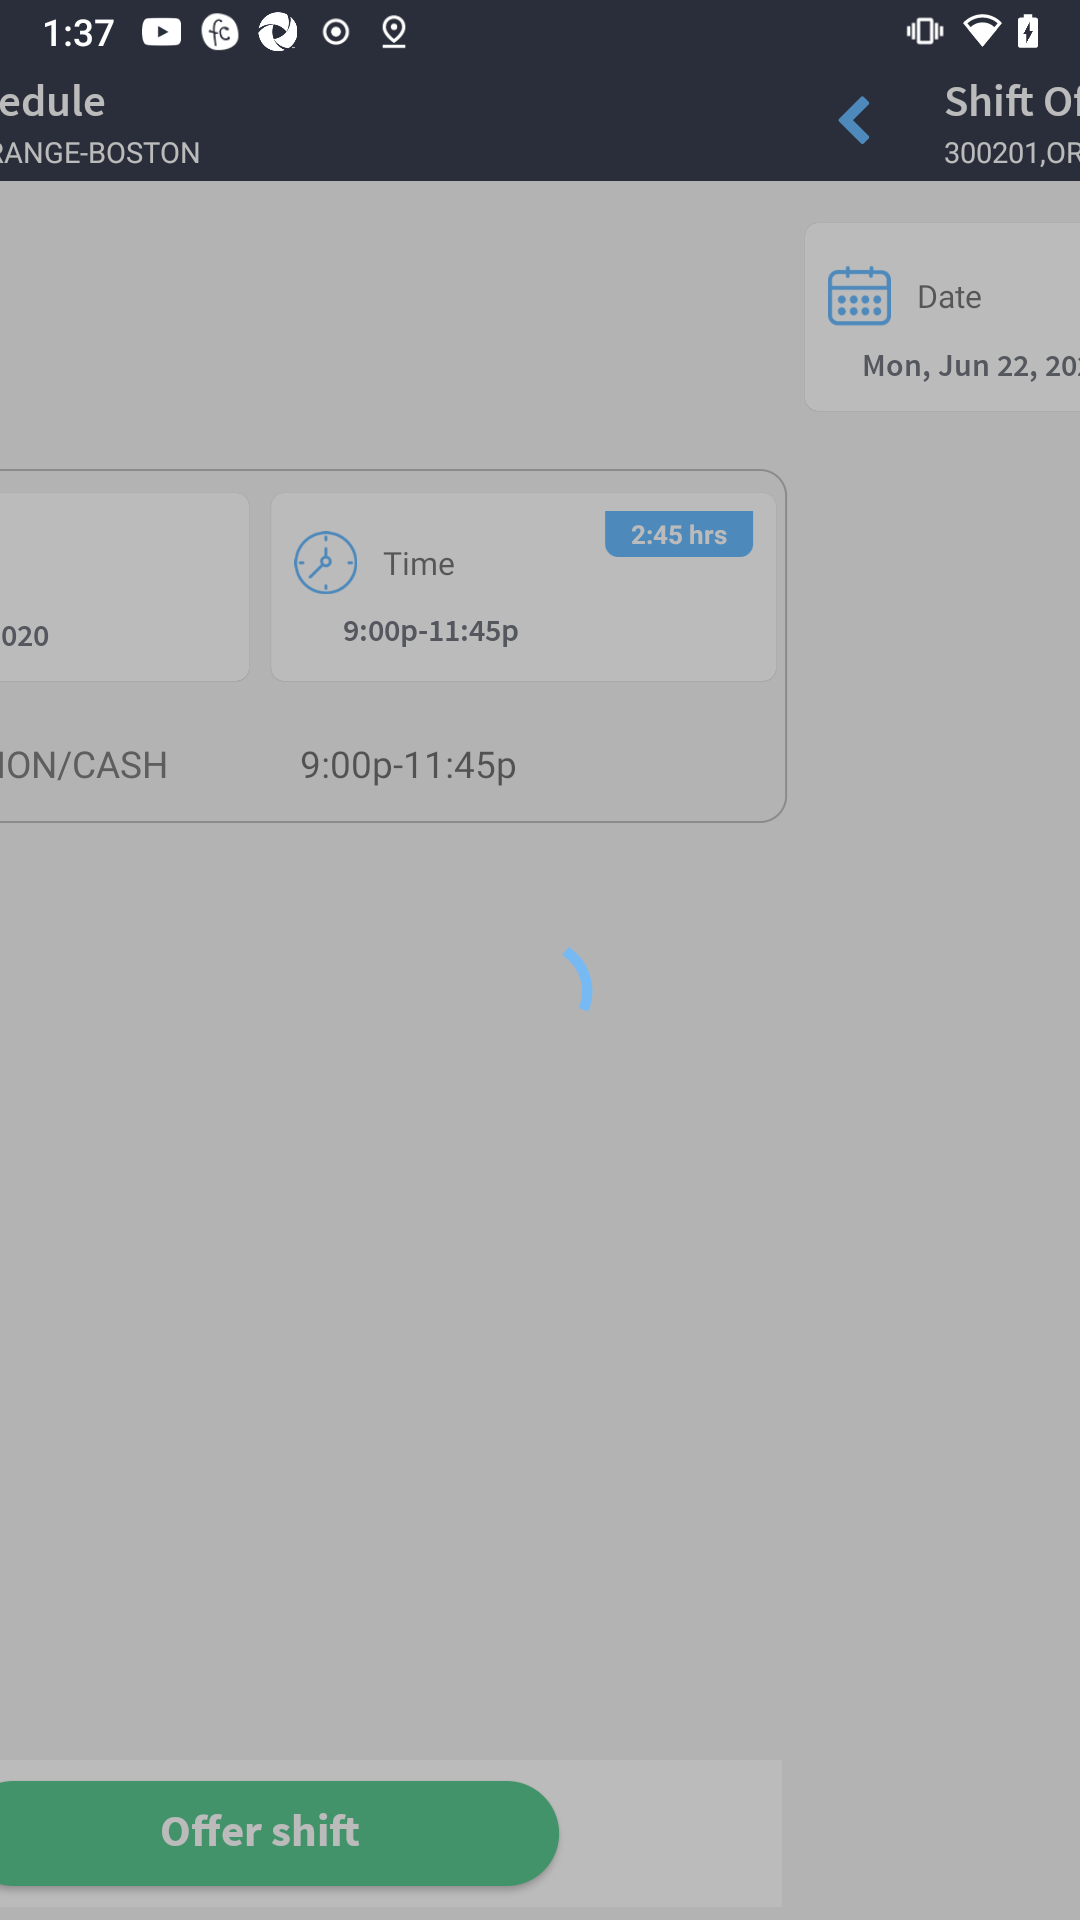 1:37
edule
RANGE-BOSTON
Shift Of
300201,OR
Date
Mon, Jun 22, 202
2:45 hrs
Time
020
9:00p-11:45p
ION/CASH
9:00p-11:45p
Offer shift